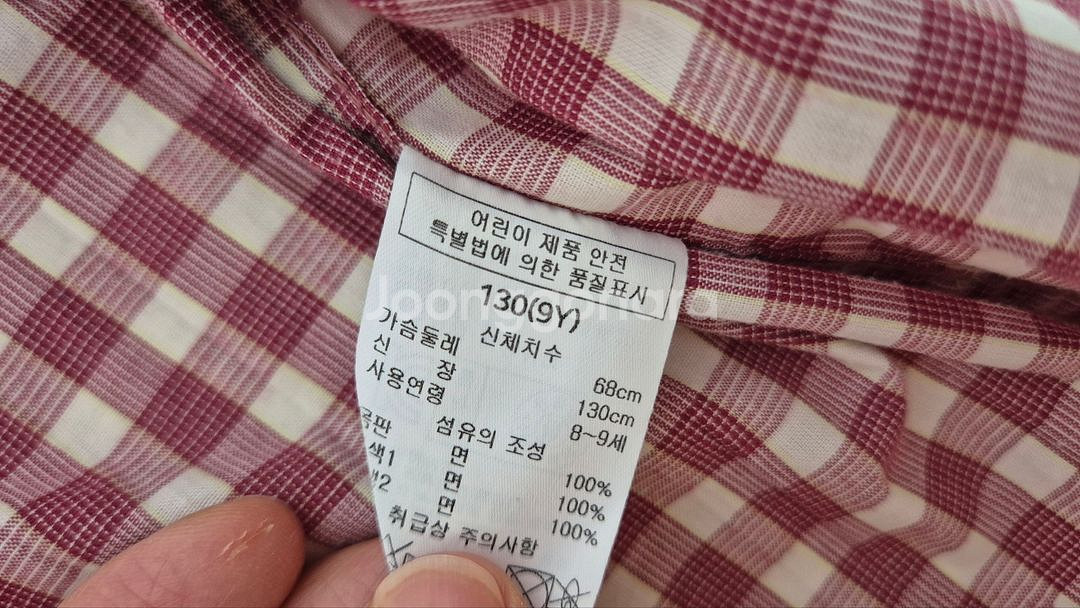 어린이 제품 안전
특별법에 의한 품질표시
130(9Y)
신체치수
가슴둘레 68cm
신 장 130cm
사용연령 8~9세
섬유의 조성
면 100%
색1 면 100%
면 100%
취급상 주의사항
Joonggonara